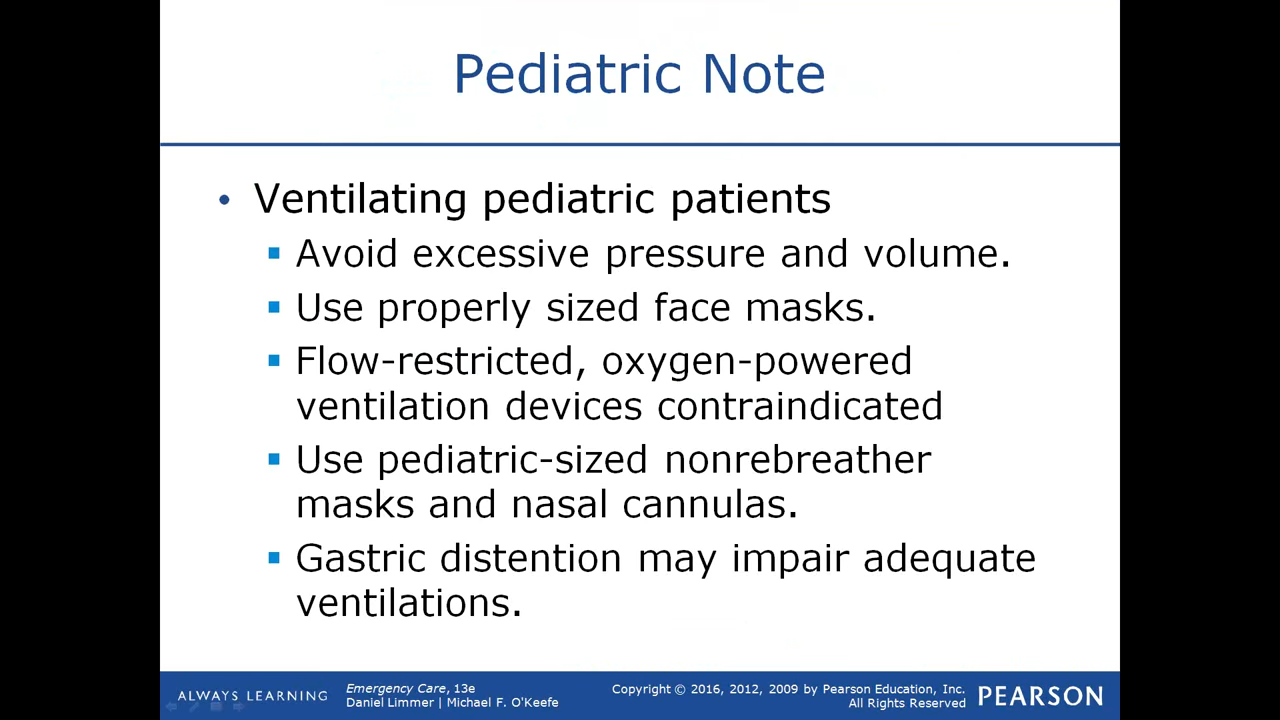 Pediatric Note
• Ventilating pediatric patients
▪ Avoid excessive pressure and volume.
▪ Use properly sized face masks.
▪ Flow-restricted, oxygen-powered
ventilation devices contraindicated
▪ Use pediatric-sized nonrebreather
masks and nasal cannulas.
▪ Gastric distention may impair adequate
ventilations.
ALWAYS LEARNING
Emergency Care, 13e
Daniel Limmer | Michael F. O'Keefe
Copyright © 2016, 2012, 2009 by Pearson Education, Inc.
All Rights Reserved
PEARSON